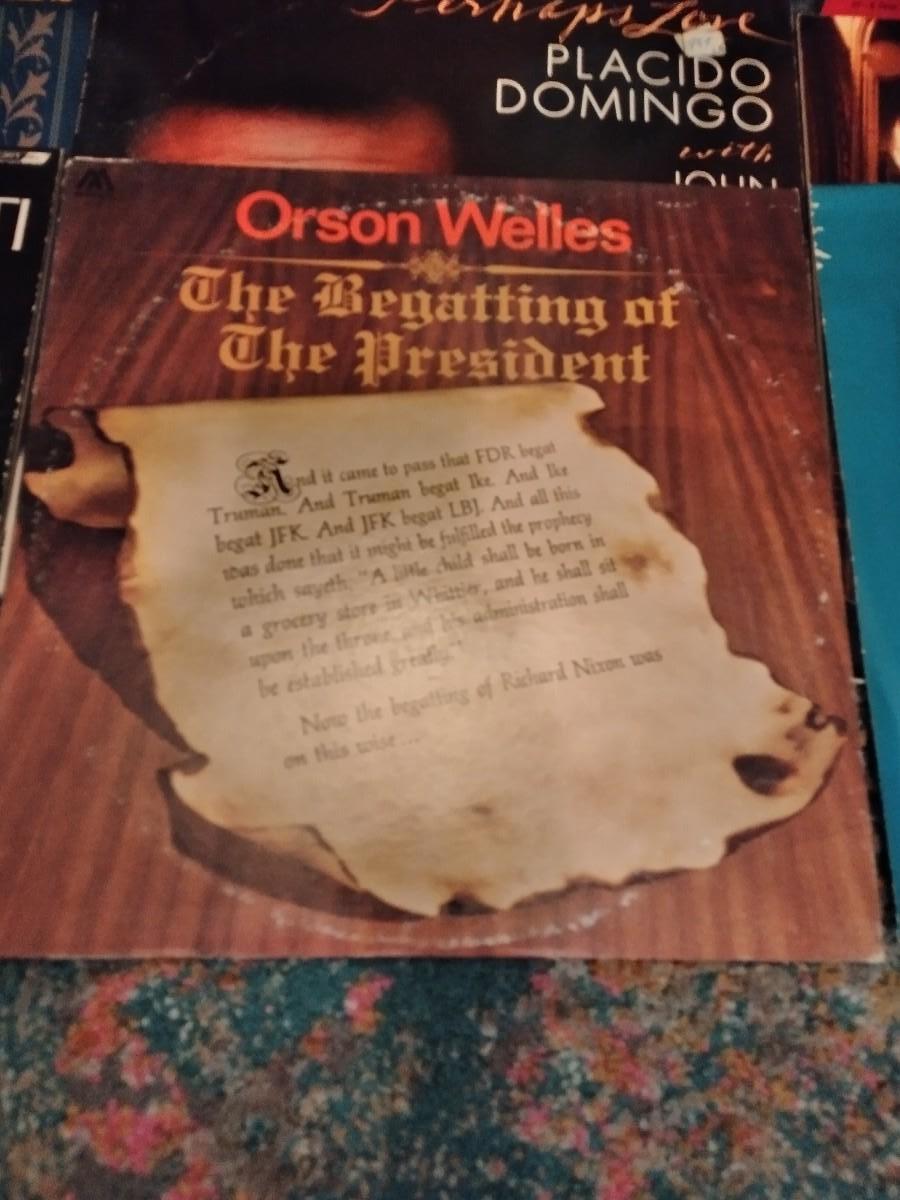 Perhaps Love
PLACIDO
DOMINGO
with
JOHN
TI
Orson Welles
The Begatting of
The President
And it came to pass that FDR begat
Truman. And Truman begat Ike. And Ike
begat JFK. And JFK begat LBJ. And all this
was done that it might be fulfilled the prophecy
which sayeth: "A little child shall be born in
a grocery store in Whittier, and he shall sit
upon the throne, and his administration shall
be established greatly."
Now the begatting of Richard Nixon was
on this wise ...